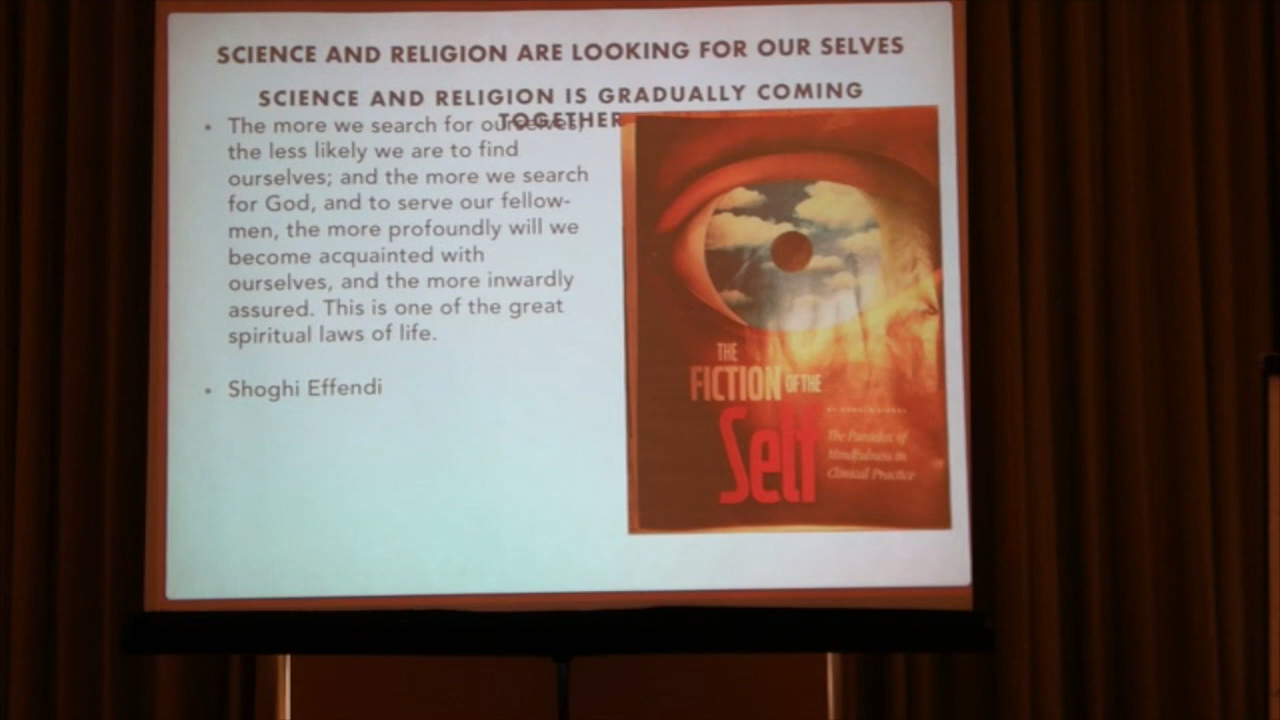 SCIENCE AND RELIGION ARE LOOKING FOR OUR SELVES
SCIENCE AND RELIGION IS GRADUALLY COMING
TOGETHER
• The more we search for ourselves,
the less likely we are to find
ourselves; and the more we search
for God, and to serve our fellow-
men, the more profoundly will we
become acquainted with
ourselves, and the more inwardly
assured. This is one of the great
spiritual laws of life.
• Shoghi Effendi
THE
FICTION OF THE
Self
The Paradox of
Mindfulness in
Clinical Practice